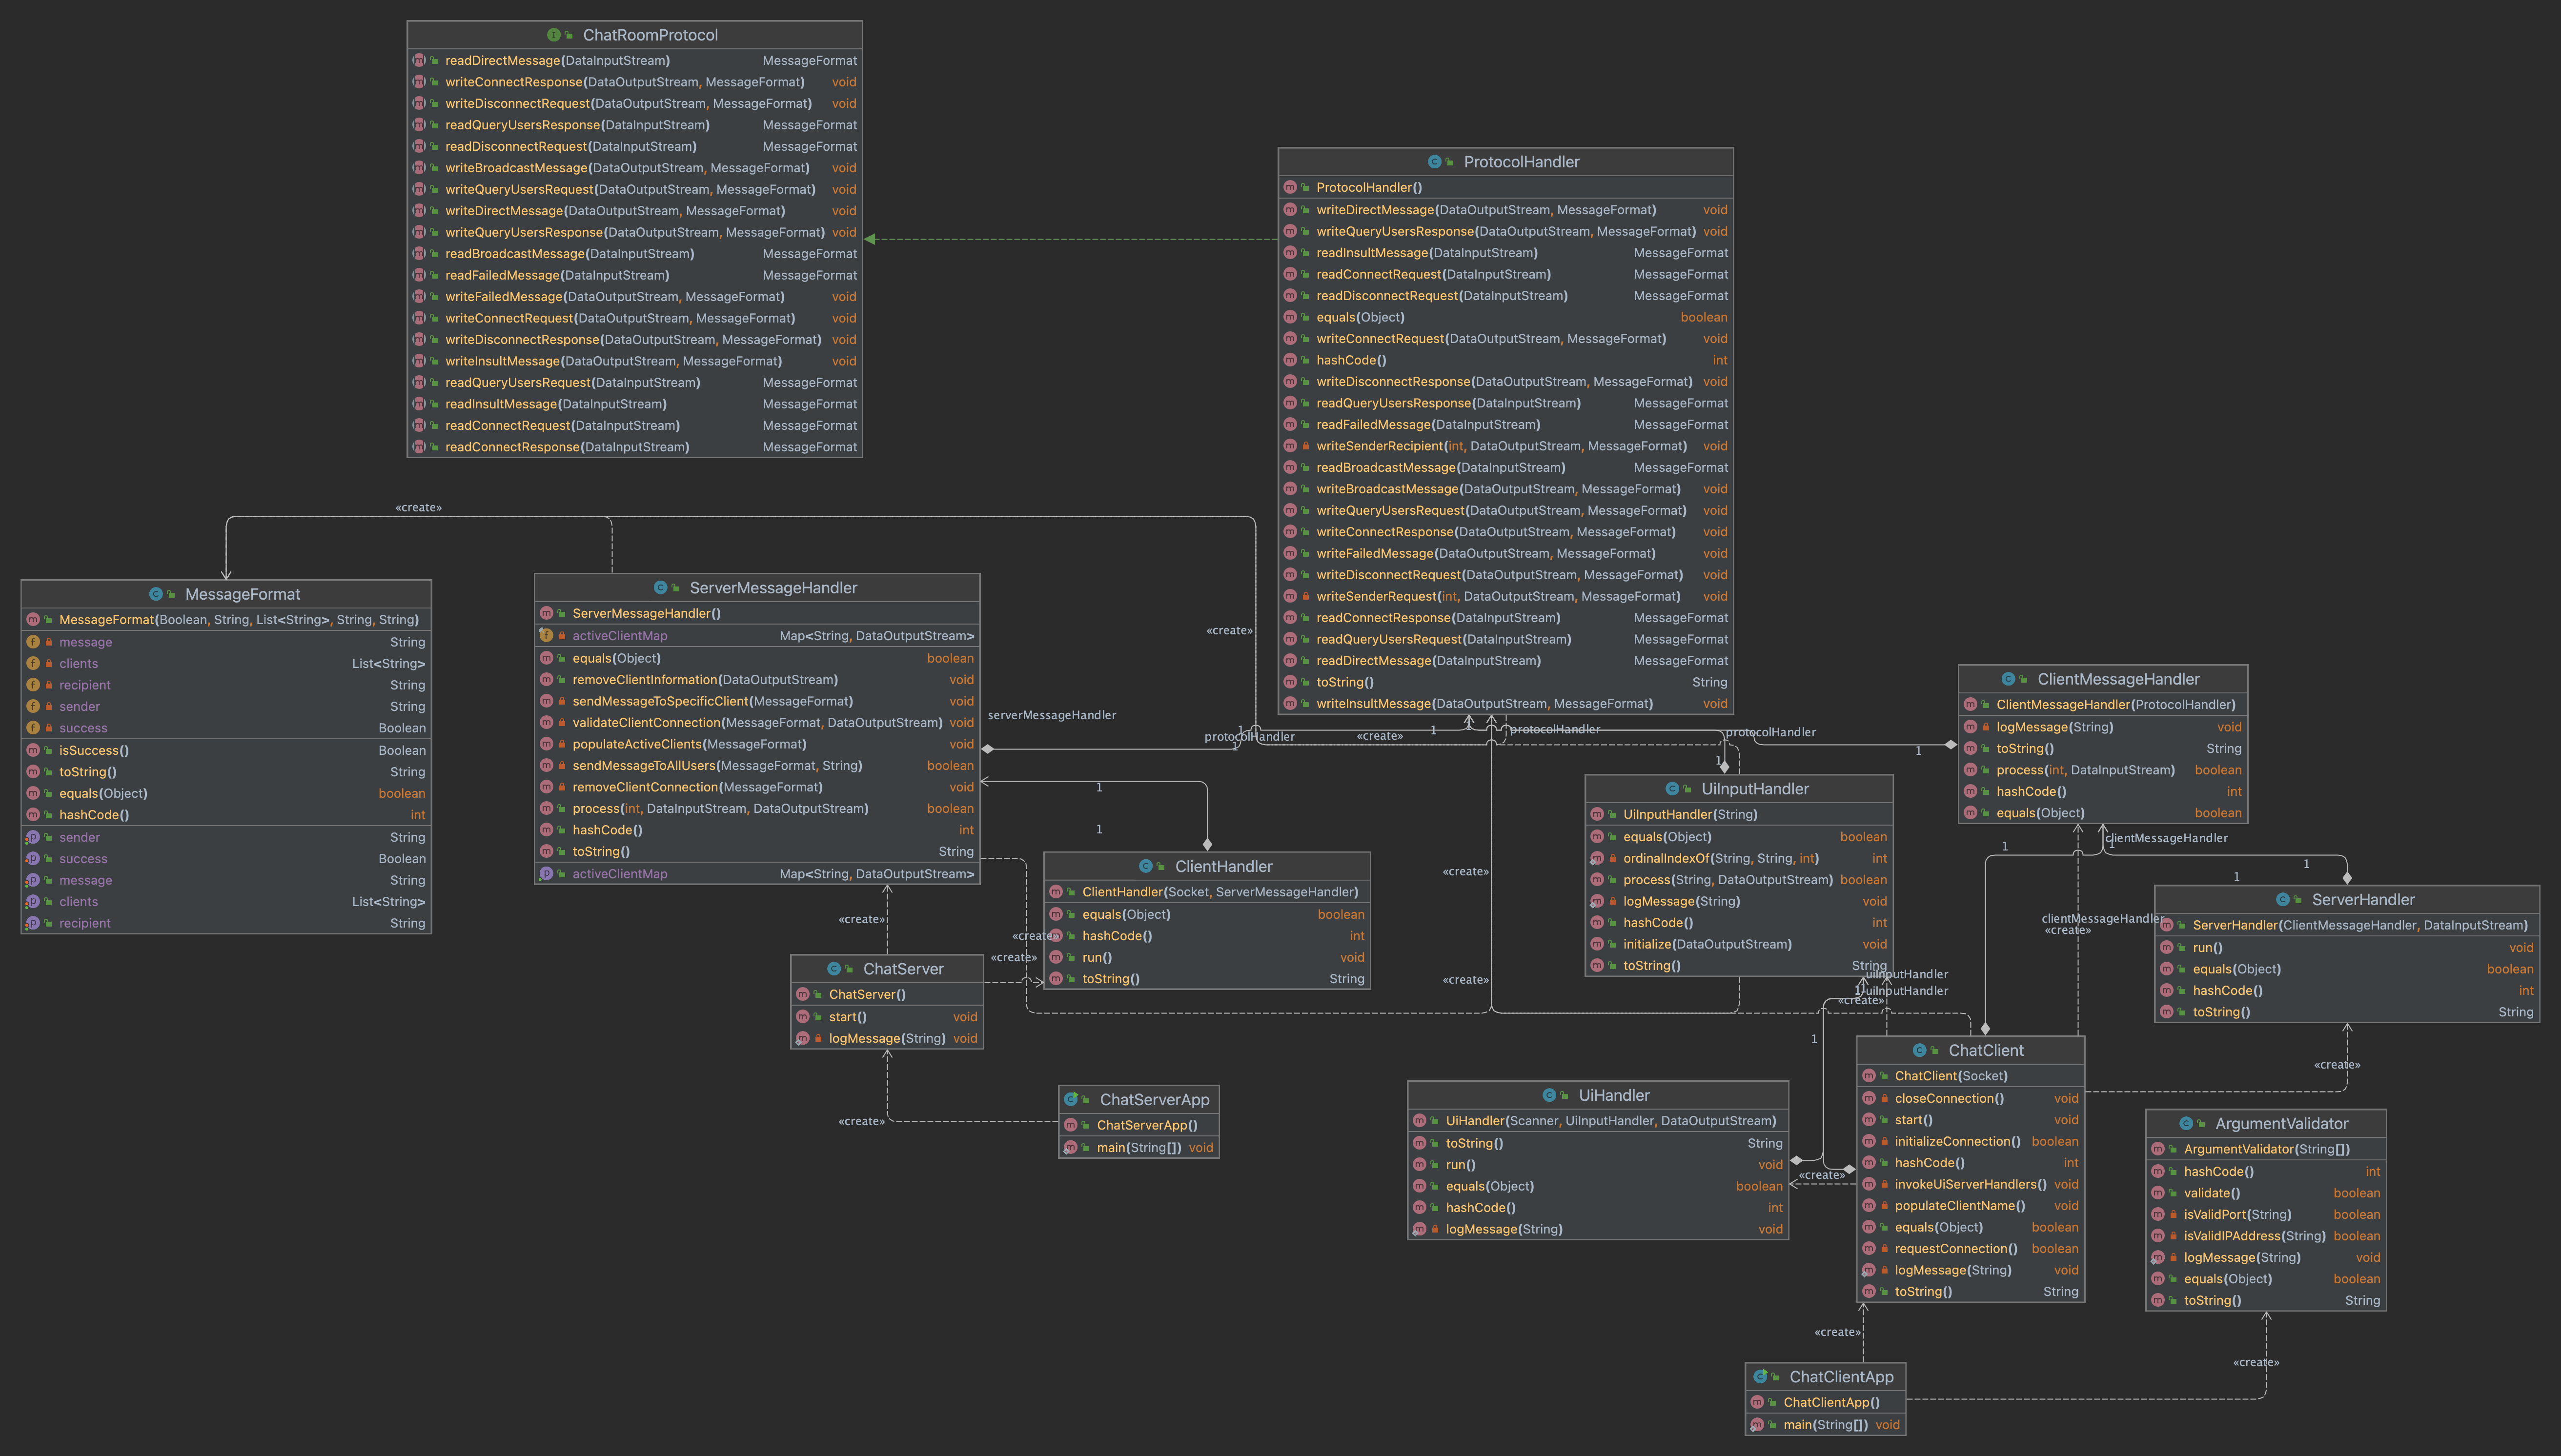 ChatRoomProtocol
readDirectMessage(DataInputStream) MessageFormat
writeConnectResponse(DataOutputStream, MessageFormat) void
writeDisconnectRequest(DataOutputStream, MessageFormat) void
readQueryUsersResponse(DataInputStream) MessageFormat
readDisconnectRequest(DataInputStream) MessageFormat
writeBroadcastMessage(DataOutputStream, MessageFormat) void
writeQueryUsersRequest(DataOutputStream, MessageFormat) void
writeDirectMessage(DataOutputStream, MessageFormat) void
writeQueryUsersResponse(DataOutputStream, MessageFormat) void
readBroadcastMessage(DataInputStream) MessageFormat
readFailedMessage(DataInputStream) MessageFormat
writeFailedMessage(DataOutputStream, MessageFormat) void
writeConnectRequest(DataOutputStream, MessageFormat) void
writeDisconnectResponse(DataOutputStream, MessageFormat) void
writeInsultMessage(DataOutputStream, MessageFormat) void
readQueryUsersRequest(DataInputStream) MessageFormat
readInsultMessage(DataInputStream) MessageFormat
readConnectRequest(DataInputStream) MessageFormat
readConnectResponse(DataInputStream) MessageFormat
ProtocolHandler
ProtocolHandler()
writeDirectMessage(DataOutputStream, MessageFormat) void
writeQueryUsersResponse(DataOutputStream, MessageFormat) void
readInsultMessage(DataInputStream) MessageFormat
readConnectRequest(DataInputStream) MessageFormat
readDisconnectRequest(DataInputStream) MessageFormat
equals(Object) boolean
writeConnectRequest(DataOutputStream, MessageFormat) void
hashCode() int
writeDisconnectResponse(DataOutputStream, MessageFormat) void
readQueryUsersResponse(DataInputStream) MessageFormat
readFailedMessage(DataInputStream) MessageFormat
writeSenderRecipient(int, DataOutputStream, MessageFormat) void
readBroadcastMessage(DataInputStream) MessageFormat
writeBroadcastMessage(DataOutputStream, MessageFormat) void
writeQueryUsersRequest(DataOutputStream, MessageFormat) void
writeConnectResponse(DataOutputStream, MessageFormat) void
writeFailedMessage(DataOutputStream, MessageFormat) void
writeDisconnectRequest(DataOutputStream, MessageFormat) void
writeSenderRequest(int, DataOutputStream, MessageFormat) void
readConnectResponse(DataInputStream) MessageFormat
readQueryUsersRequest(DataInputStream) MessageFormat
readDirectMessage(DataInputStream) MessageFormat
toString() String
writeInsultMessage(DataOutputStream, MessageFormat) void
«create»
MessageFormat
MessageFormat(Boolean, String, List<String>, String, String)
message String
clients List<String>
recipient String
sender String
success Boolean
isSuccess() Boolean
toString() String
equals(Object) boolean
hashCode() int
sender String
success Boolean
message String
clients List<String>
recipient String
ServerMessageHandler
ServerMessageHandler()
activeClientMap Map<String, DataOutputStream>
equals(Object) boolean
removeClientInformation(DataOutputStream) void
sendMessageToSpecificClient(MessageFormat) void
validateClientConnection(MessageFormat, DataOutputStream) void
populateActiveClients(MessageFormat) void
sendMessageToAllUsers(MessageFormat, String) boolean
removeClientConnection(MessageFormat) void
process(int, DataInputStream, DataOutputStream) boolean
hashCode() int
toString() String
activeClientMap Map<String, DataOutputStream>
«create»
serverMessageHandler
1
protocolHandler
1
«create»
1
1
protocolHandler
protocolHandler
1
1
1
1
ClientMessageHandler
ClientMessageHandler(ProtocolHandler)
logMessage(String) void
toString() String
process(int, DataInputStream) boolean
hashCode() int
equals(Object) boolean
UiInputHandler
UiInputHandler(String)
equals(Object) boolean
ordinalIndexOf(String, String, int) int
process(String, DataOutputStream) boolean
logMessage(String) void
hashCode() int
initialize(DataOutputStream) void
toString() String
ClientHandler
ClientHandler(Socket, ServerMessageHandler)
equals(Object) boolean
hashCode() int
run() void
toString() String
«create»
«create»
«create»
«create»
«create»
ChatServer
ChatServer()
start() void
logMessage(String) void
clientMessageHandler
1
1
1
1
ServerHandler
ServerHandler(ClientMessageHandler, DataInputStream)
run() void
equals(Object) boolean
hashCode() int
toString() String
clientMessageHandler
«create»
uiInputHandler
1
uiInputHandler
«create»
1
«create»
ChatServerApp
ChatServerApp()
main(String[]) void
«create»
UiHandler
UiHandler(Scanner, UiInputHandler, DataOutputStream)
toString() String
run() void
equals(Object) boolean
hashCode() int
logMessage(String) void
«create»
ChatClient
ChatClient(Socket)
closeConnection() void
start() void
initializeConnection() boolean
hashCode() int
invokeUiServerHandlers() void
populateClientName() void
equals(Object) boolean
requestConnection() boolean
logMessage(String) void
toString() String
ArgumentValidator
ArgumentValidator(String[])
hashCode() int
validate() boolean
isValidPort(String) boolean
isValidIPAddress(String) boolean
logMessage(String) void
equals(Object) boolean
toString() String
«create»
«create»
ChatClientApp
ChatClientApp()
main(String[]) void